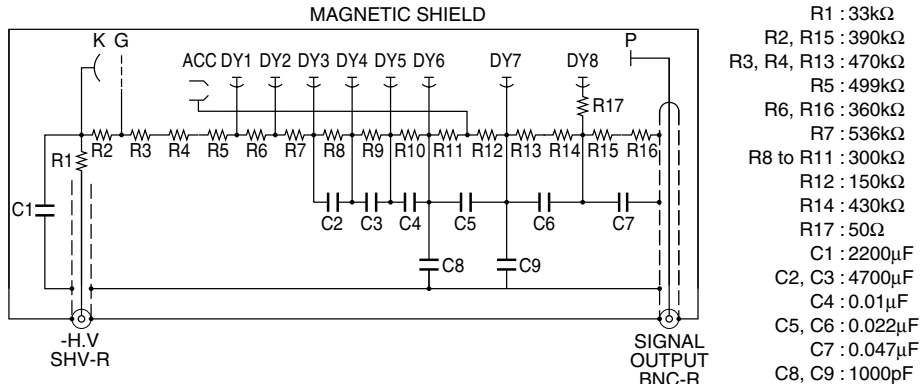 MAGNETIC SHIELD
K G ACC DY1 DY2 DY3 DY4 DY5 DY6 DY7 DY8 P
R17
R1 R2 R3 R4 R5 R6 R7 R8 R9 R10 R11 R12 R13 R14 R15 R16
C1 C2 C3 C4 C5 C6 C7
C8 C9
-H.V
SHV-R
SIGNAL
OUTPUT
BNC-R
R1 : 33kΩ
R2, R15 : 390kΩ
R3, R4, R13 : 470kΩ
R5 : 499kΩ
R6, R16 : 360kΩ
R7 : 536kΩ
R8 to R11 : 300kΩ
R12 : 150kΩ
R14 : 430kΩ
R17 : 50Ω
C1 : 2200μF
C2, C3 : 4700μF
C4 : 0.01μF
C5, C6 : 0.022μF
C7 : 0.047μF
C8, C9 : 1000pF